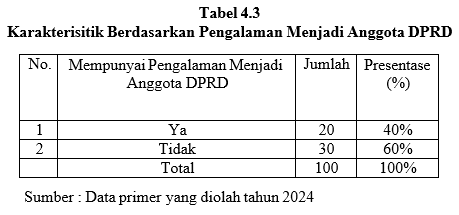 Tabel 4.3
Karakterisitik Berdasarkan Pengalaman Menjadi Anggota DPRD
No. Mempunyai Pengalaman Menjadi Anggota DPRD Jumlah Presentase (%)
1 Ya 20 40%
2 Tidak 30 60%
Total 100 100%
Sumber : Data primer yang diolah tahun 2024